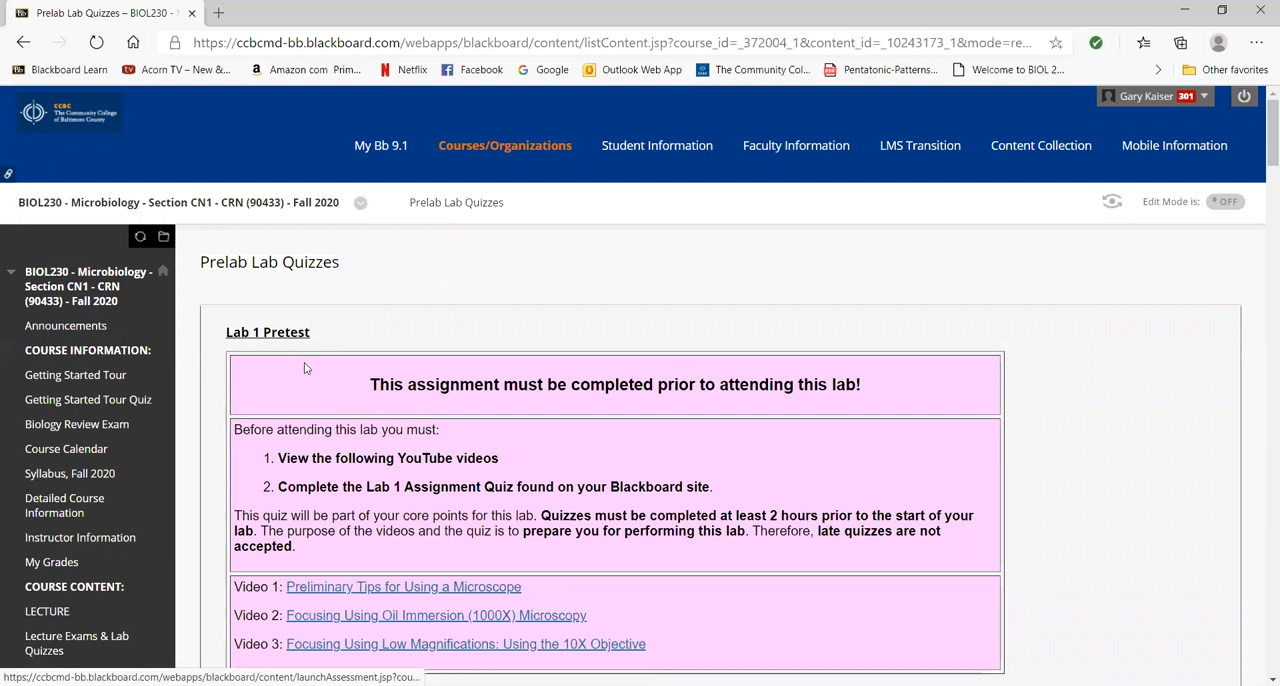 Prelab Lab Quizzes – BIOL230 -
https://ccbcmd-bb.blackboard.com/webapps/blackboard/content/listContent.jsp?course_id=_372004_1&content_id=_10243173_1&mode=re...
Blackboard Learn
Acorn TV – New &...
Amazon com Prim...
Netflix
Facebook
Google
Outlook Web App
The Community Col...
Pentatonic-Patterns...
Welcome to BIOL 2...
Other favorites
CCBC
The Community College
of Baltimore County
Gary Kaiser 301
My Bb 9.1
Courses/Organizations
Student Information
Faculty Information
LMS Transition
Content Collection
Mobile Information
BIOL230 - Microbiology - Section CN1 - CRN (90433) - Fall 2020
Prelab Lab Quizzes
Edit Mode is: OFF
BIOL230 - Microbiology -
Section CN1 - CRN
(90433) - Fall 2020
Announcements
COURSE INFORMATION:
Getting Started Tour
Getting Started Tour Quiz
Biology Review Exam
Course Calendar
Syllabus, Fall 2020
Detailed Course
Information
Instructor Information
My Grades
COURSE CONTENT:
LECTURE
Lecture Exams & Lab
Quizzes
Prelab Lab Quizzes
Lab 1 Pretest
This assignment must be completed prior to attending this lab!
Before attending this lab you must:
1. View the following YouTube videos
2. Complete the Lab 1 Assignment Quiz found on your Blackboard site.
This quiz will be part of your core points for this lab. Quizzes must be completed at least 2 hours prior to the start of your
lab. The purpose of the videos and the quiz is to prepare you for performing this lab. Therefore, late quizzes are not
accepted.
Video 1: Preliminary Tips for Using a Microscope
Video 2: Focusing Using Oil Immersion (1000X) Microscopy
Video 3: Focusing Using Low Magnifications: Using the 10X Objective
https://ccbcmd-bb.blackboard.com/webapps/blackboard/content/launchAssessment.jsp?cou...